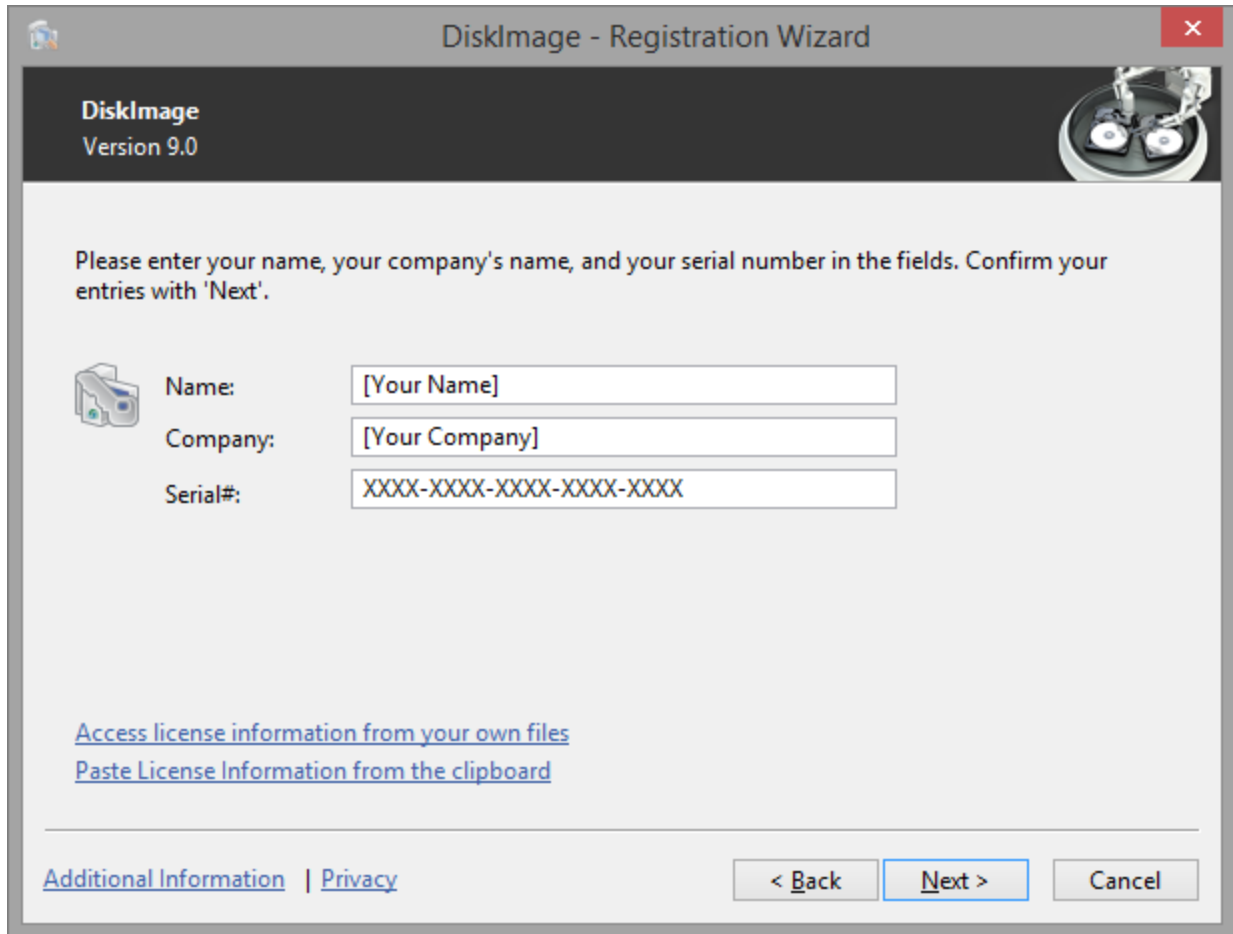 DiskImage - Registration Wizard
DiskImage
Version 9.0
Please enter your name, your company's name, and your serial number in the fields. Confirm your
entries with 'Next'.
Name: [Your Name]
Company: [Your Company]
Serial#: XXXX-XXXX-XXXX-XXXX-XXXX
Access license information from your own files
Paste License Information from the clipboard
Additional Information | Privacy < Back Next > Cancel